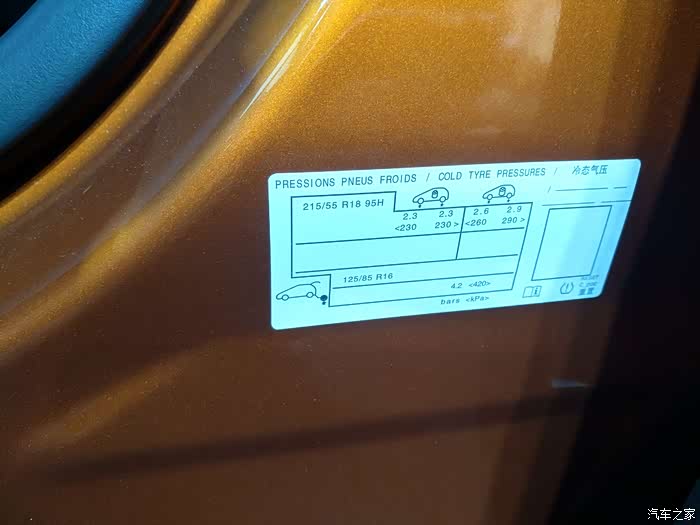 PRESSIONS PNEUS FROIDS / COLD TYRE PRESSURES / 冷态气压
215/55 R18 95H
2.3 2.3 2.6 2.9
<230 230> <260 290>
125/85 R16 4.2 <420>
bars <kPa>
重置
汽车之家